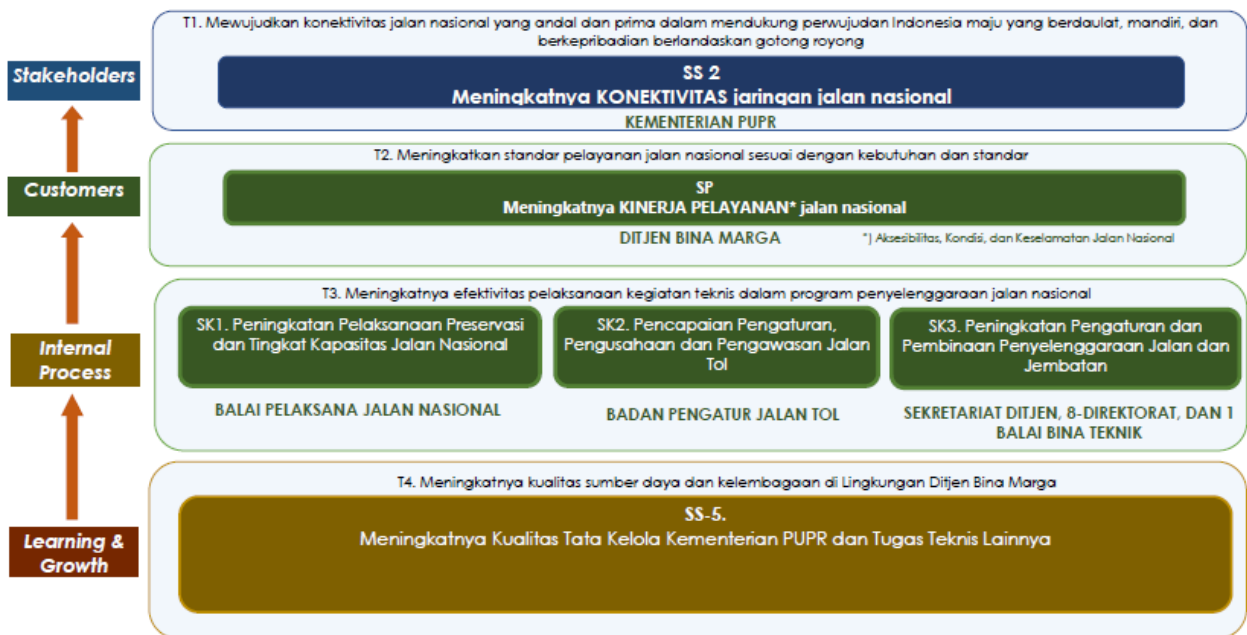 T1. Mewujudkan konektivitas jalan nasional yang andal dan prima dalam mendukung perwujudan Indonesia maju yang berdaulat, mandiri, dan
berkepribadian berlandaskan gotong royong
Stakeholders
SS 2
Meningkatnya KONEKTIVITAS jaringan jalan nasional
KEMENTERIAN PUPR
T2. Meningkatkan standar pelayanan jalan nasional sesuai dengan kebutuhan dan standar
Customers
SP
Meningkatnya KINERJA PELAYANAN* jalan nasional
DITJEN BINA MARGA
*) Aksesibilitas, Kondisi, dan Keselamatan Jalan Nasional
T3. Meningkatnya efektivitas pelaksanaan kegiatan teknis dalam program penyelenggaraan jalan nasional
Internal
Process
SK1. Peningkatan Pelaksanaan Preservasi
dan Tingkat Kapasitas Jalan Nasional
BALAI PELAKSANA JALAN NASIONAL
SK2. Pencapaian Pengaturan,
Pengusahaan dan Pengawasan Jalan
Tol
BADAN PENGATUR JALAN TOL
SK3. Peningkatan Pengaturan dan
Pembinaan Penyelenggaraan Jalan dan
Jembatan
SEKRETARIAT DITJEN, 8-DIREKTORAT, DAN 1
BALAI BINA TEKNIK
T4. Meningkatnya kualitas sumber daya dan kelembagaan di Lingkungan Ditjen Bina Marga
Learning &
Growth
SS-5.
Meningkatnya Kualitas Tata Kelola Kementerian PUPR dan Tugas Teknis Lainnya